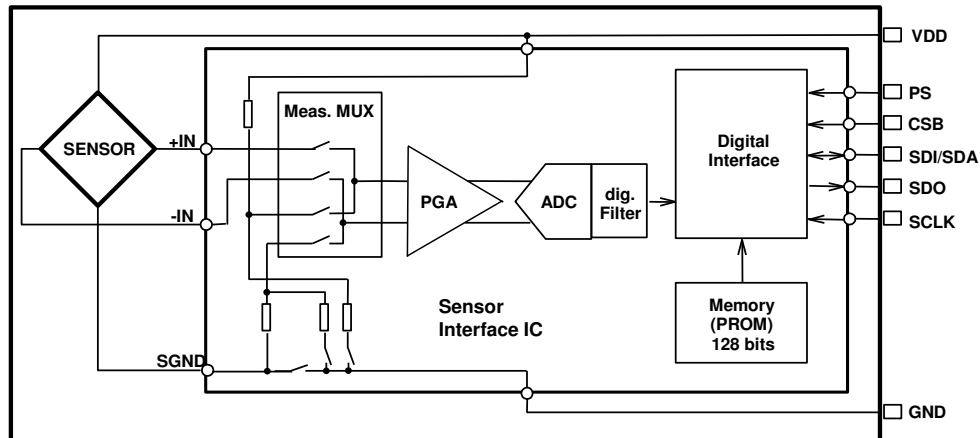 VDD
PS
CSB
SDI/SDA
SDO
SCLK
GND
SENSOR
+IN
-IN
SGND
Meas. MUX
PGA
ADC
dig.
Filter
Digital
Interface
Memory
(PROM)
128 bits
Sensor
Interface IC